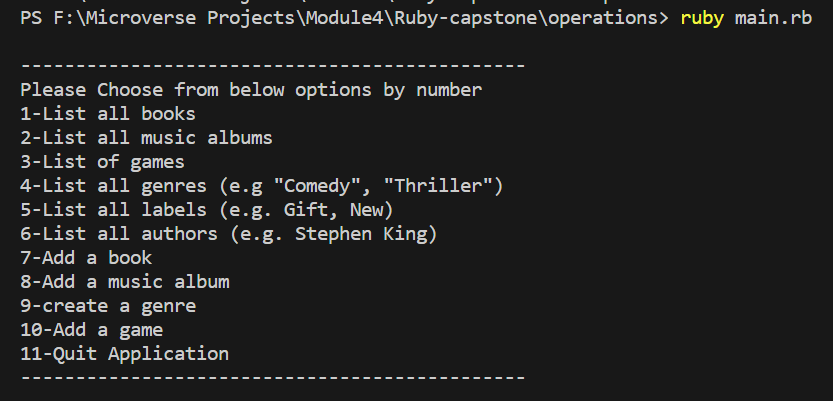 PS F:\Microverse Projects\Module4\Ruby-capstone\operations> ruby main.rb
----------------------------------------------
Please Choose from below options by number
1-List all books
2-List all music albums
3-List of games
4-List all genres (e.g "Comedy", "Thriller")
5-List all labels (e.g. Gift, New)
6-List all authors (e.g. Stephen King)
7-Add a book
8-Add a music album
9-create a genre
10-Add a game
11-Quit Application
----------------------------------------------